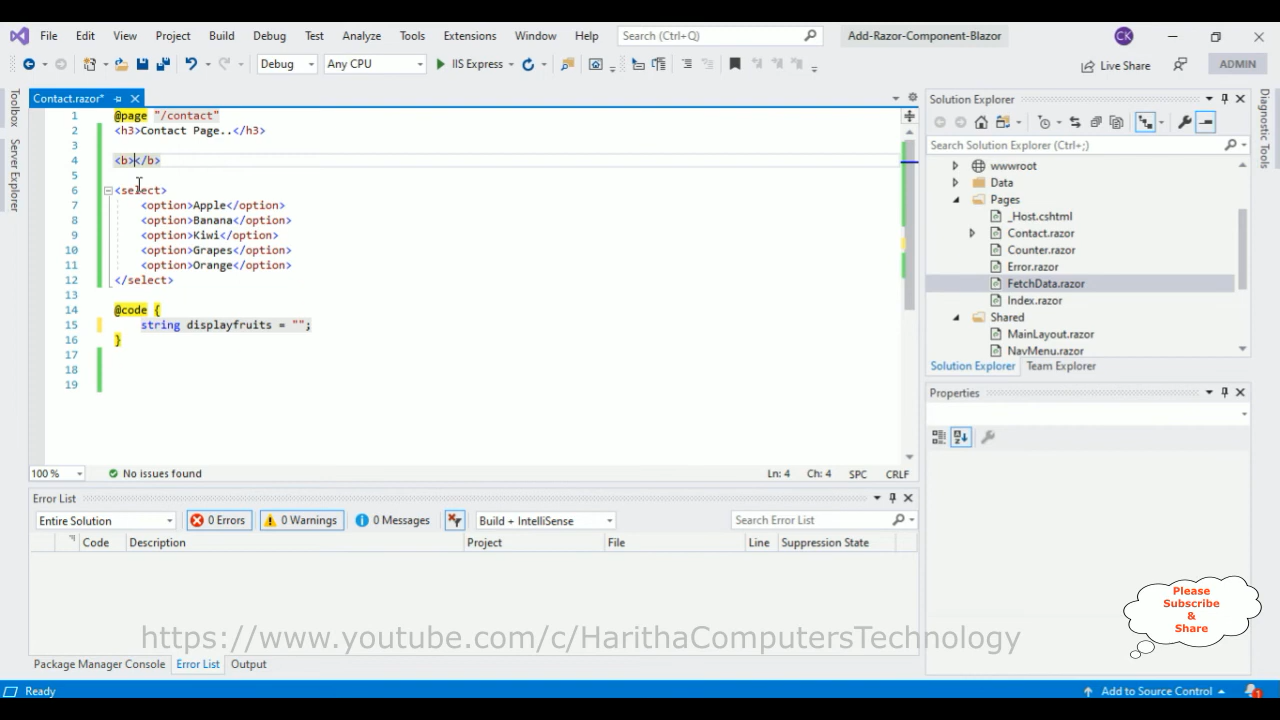 File Edit View Project Build Debug Test Analyze Tools Extensions Window Help Search (Ctrl+Q) Add-Razor-Component-Blazor CK
Debug Any CPU IIS Express Live Share ADMIN
Toolbox
Server Explorer
Contact.razor*
1 @page "/contact"
2 <h3>Contact Page..</h3>
3
4 <b></b>
5
6 <select>
7 <option>Apple</option>
8 <option>Banana</option>
9 <option>Kiwi</option>
10 <option>Grapes</option>
11 <option>Orange</option>
12 </select>
13
14 @code {
15 string displayfruits = "";
16 }
17
18
19
100 % No issues found Ln: 4 Ch: 4 SPC CRLF
Solution Explorer
Search Solution Explorer (Ctrl+;)
wwwroot
Data
Pages
_Host.cshtml
Contact.razor
Counter.razor
Error.razor
FetchData.razor
Index.razor
Shared
MainLayout.razor
NavMenu.razor
Solution Explorer Team Explorer
Properties
Diagnostic Tools
Error List
Entire Solution 0 Errors 0 Warnings 0 Messages Build + IntelliSense Search Error List
Code Description Project File Line Suppression State
Please
Subscribe
&
Share
https://www.youtube.com/c/HarithaComputersTechnology
Package Manager Console Error List Output
Ready Add to Source Control 1